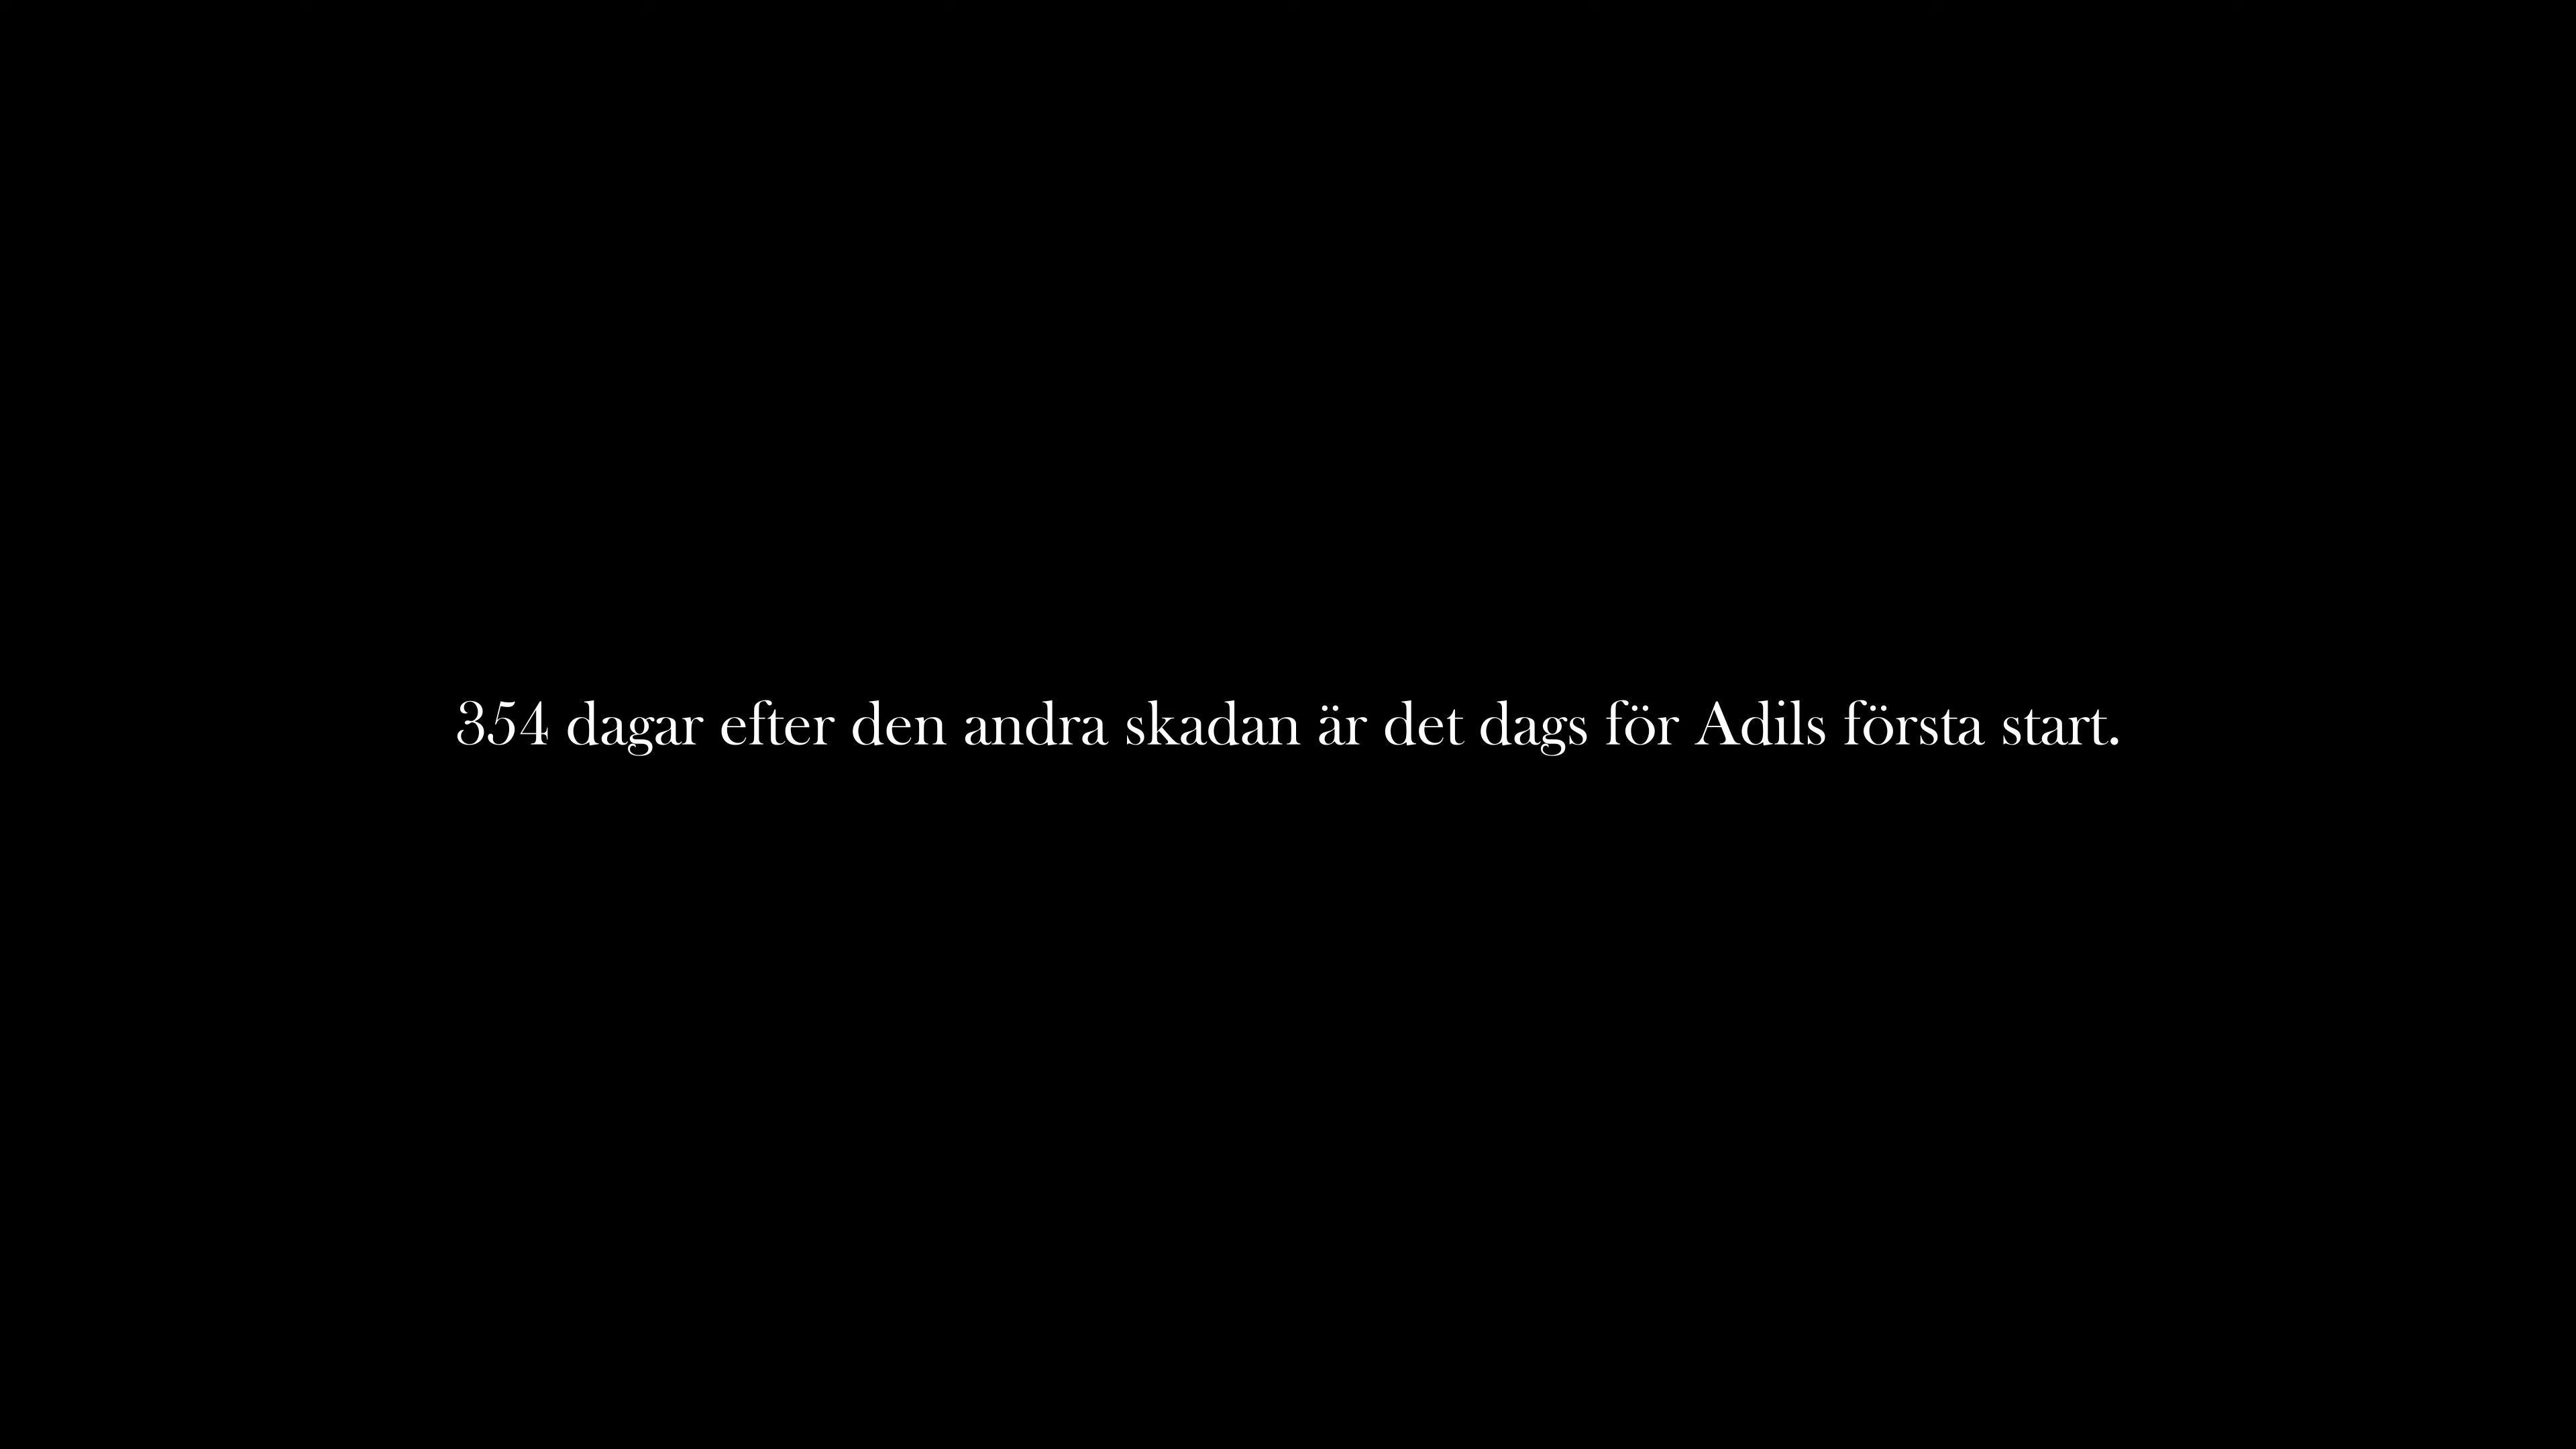 354 dagar efter den andra skadan är det dags för Adils första start.